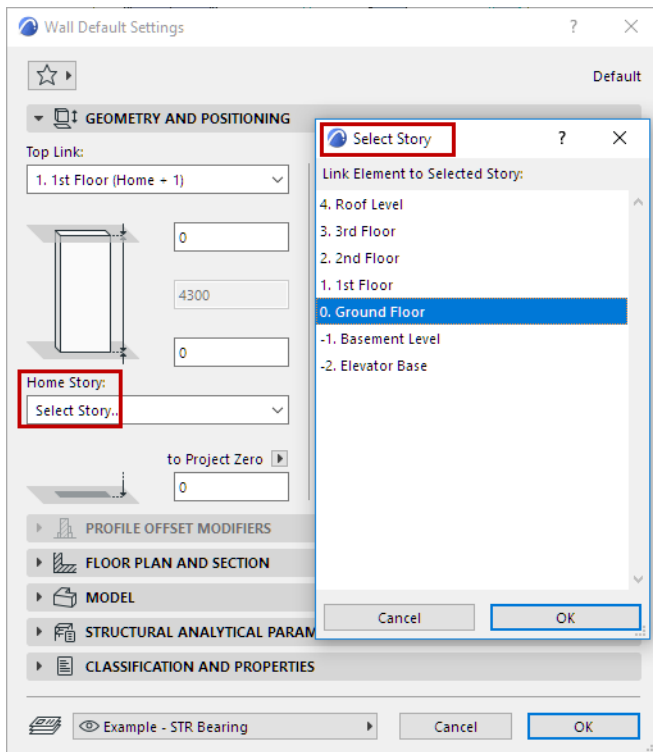 Wall Default Settings
?
Default
GEOMETRY AND POSITIONING
Top Link:
1. 1st Floor (Home + 1)
0
4300
0
Home Story:
Select Story..
to Project Zero
0
PROFILE OFFSET MODIFIERS
FLOOR PLAN AND SECTION
MODEL
STRUCTURAL ANALYTICAL PARAM
CLASSIFICATION AND PROPERTIES
Example - STR Bearing
Cancel
OK
Select Story
?
Link Element to Selected Story:
4. Roof Level
3. 3rd Floor
2. 2nd Floor
1. 1st Floor
0. Ground Floor
-1. Basement Level
-2. Elevator Base
Cancel
OK